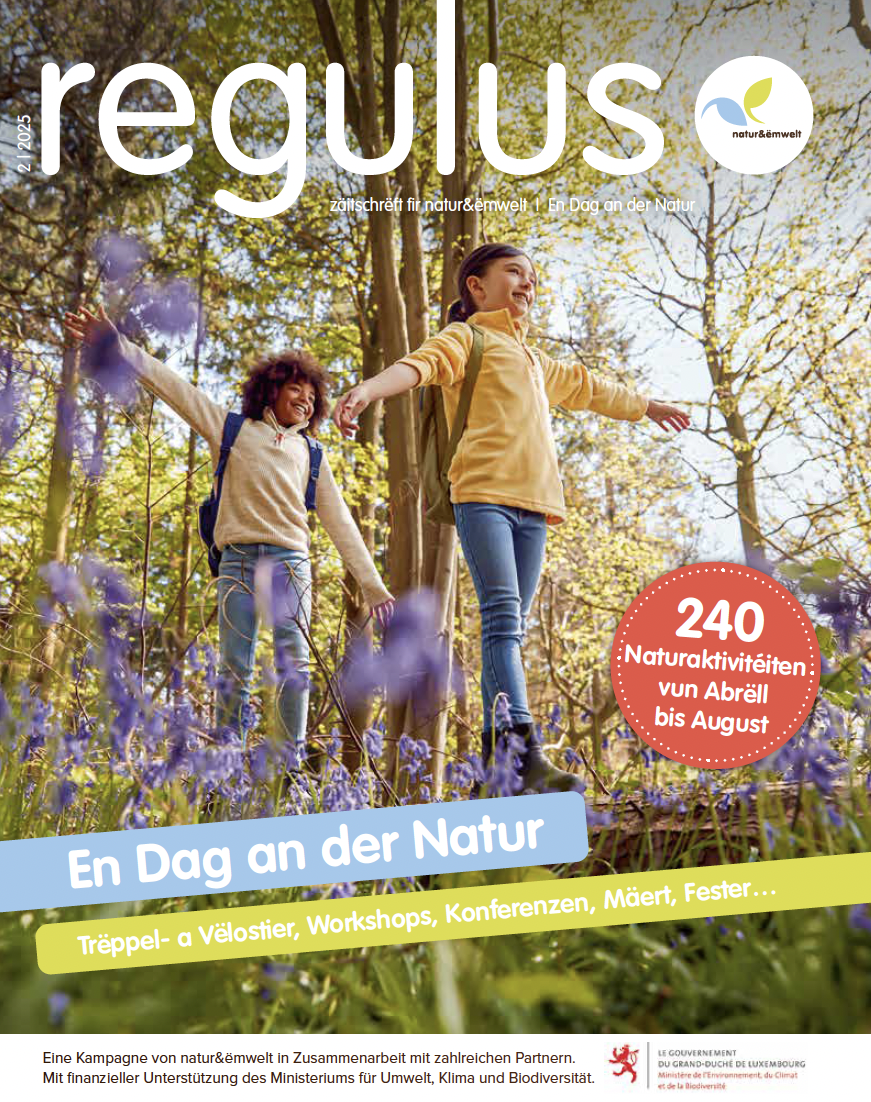 regulus
2 | 2025
natur&ëmwelt
zäitschrëft fir natur&ëmwelt | En Dag an der Natur
240
Naturaktivitéiten
vun Abrëll
bis August
En Dag an der Natur
Trëppel- a Vëlostier, Workshops, Konferenzen, Mäert, Fester...
Eine Kampagne von natur&ëmwelt in Zusammenarbeit mit zahlreichen Partnern.
Mit finanzieller Unterstützung des Ministeriums für Umwelt, Klima und Biodiversität.
LE GOUVERNEMENT
DU GRAND-DUCHÉ DE LUXEMBOURG
Ministère de l'Environnement, du Climat
et de la Biodiversité